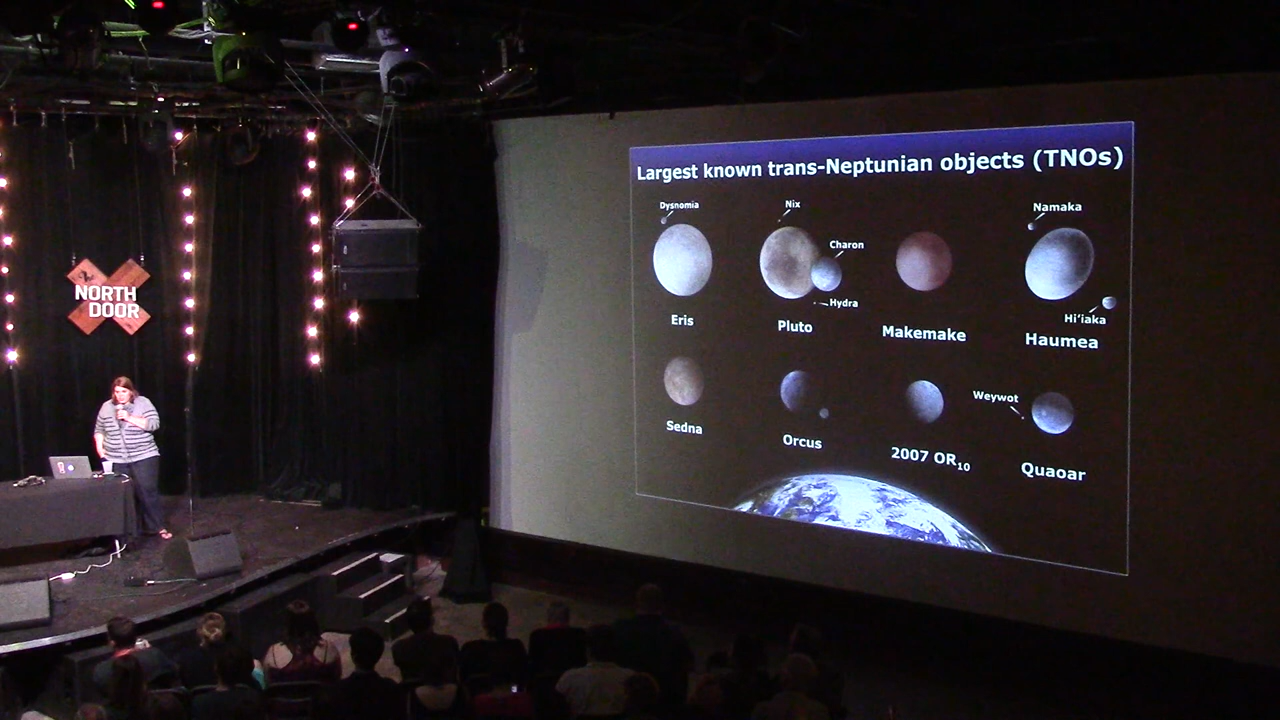 NORTH
DOOR
Largest known trans-Neptunian objects (TNOs)
Dysnomia
Nix
Namaka
Charon
Hydra
Hi'iaka
Eris
Pluto
Makemake
Haumea
Weywot
Sedna
Orcus
2007 OR10
Quaoar